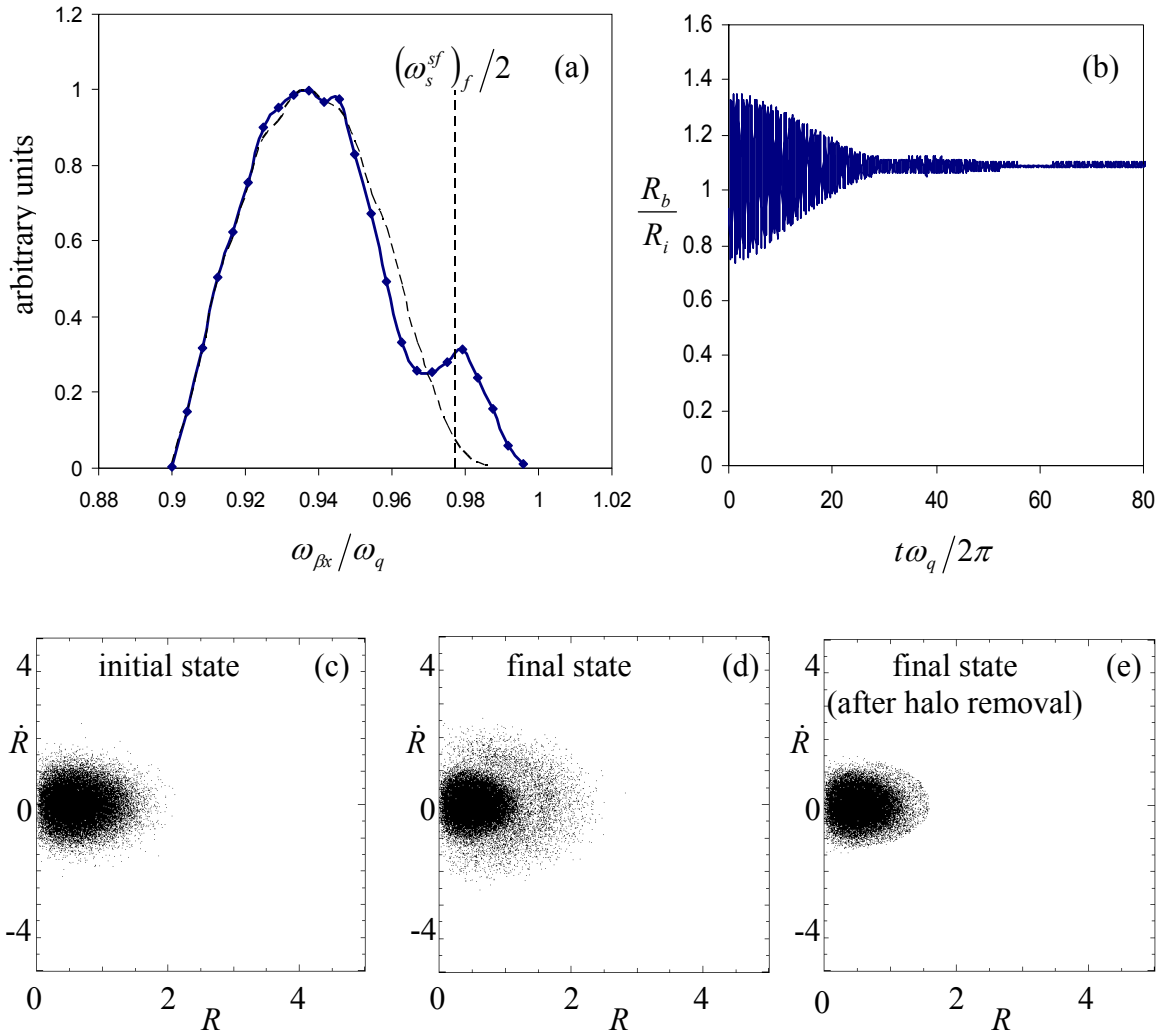 (ω_s^{sf})_f/2
(a)
1.2
1
0.8
0.6
0.4
0.2
0
arbitrary units
0.88
0.9
0.92
0.94
0.96
0.98
1
1.02
ω_{βx}/ω_q
(b)
1.6
1.4
1.2
1
0.8
0.6
0.4
0.2
0
R_b/R_i
0
20
40
60
80
tω_q/2π
initial state
(c)
4
Ṙ
0
-4
0
2
4
R
final state
(d)
4
Ṙ
0
-4
0
2
4
R
final state
(e)
(after halo removal)
4
Ṙ
0
-4
0
2
4
R